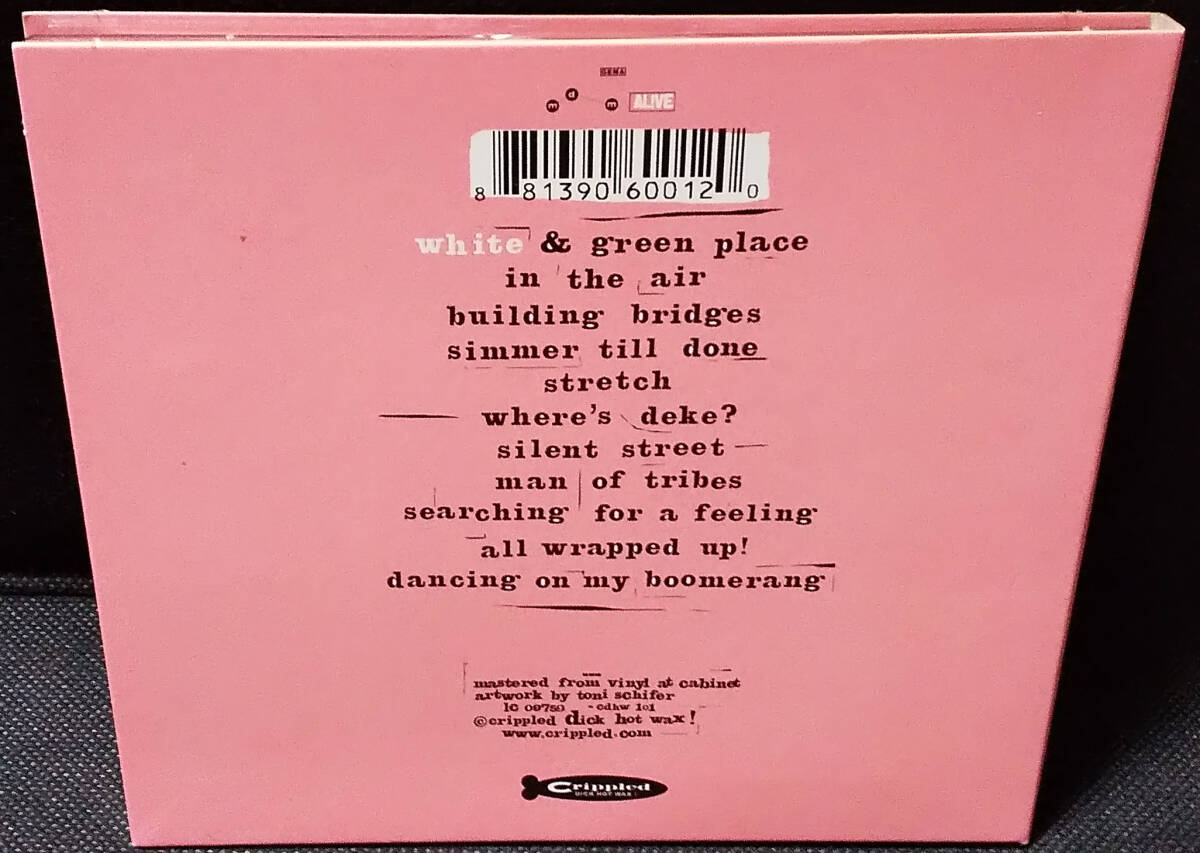 GEMA
m d m ALIVE
8 81390 60012 0
white & green place
in the air
building bridges
simmer till done
stretch
where's deke?
silent street
man of tribes
searching for a feeling
all wrapped up!
dancing on my boomerang
mastered from vinyl at cabinet
artwork by toni schifer
lc 09759 - cdhw 101
©crippled dick hot wax!
www.crippled.com
Crippled
DICK HOT WAX!